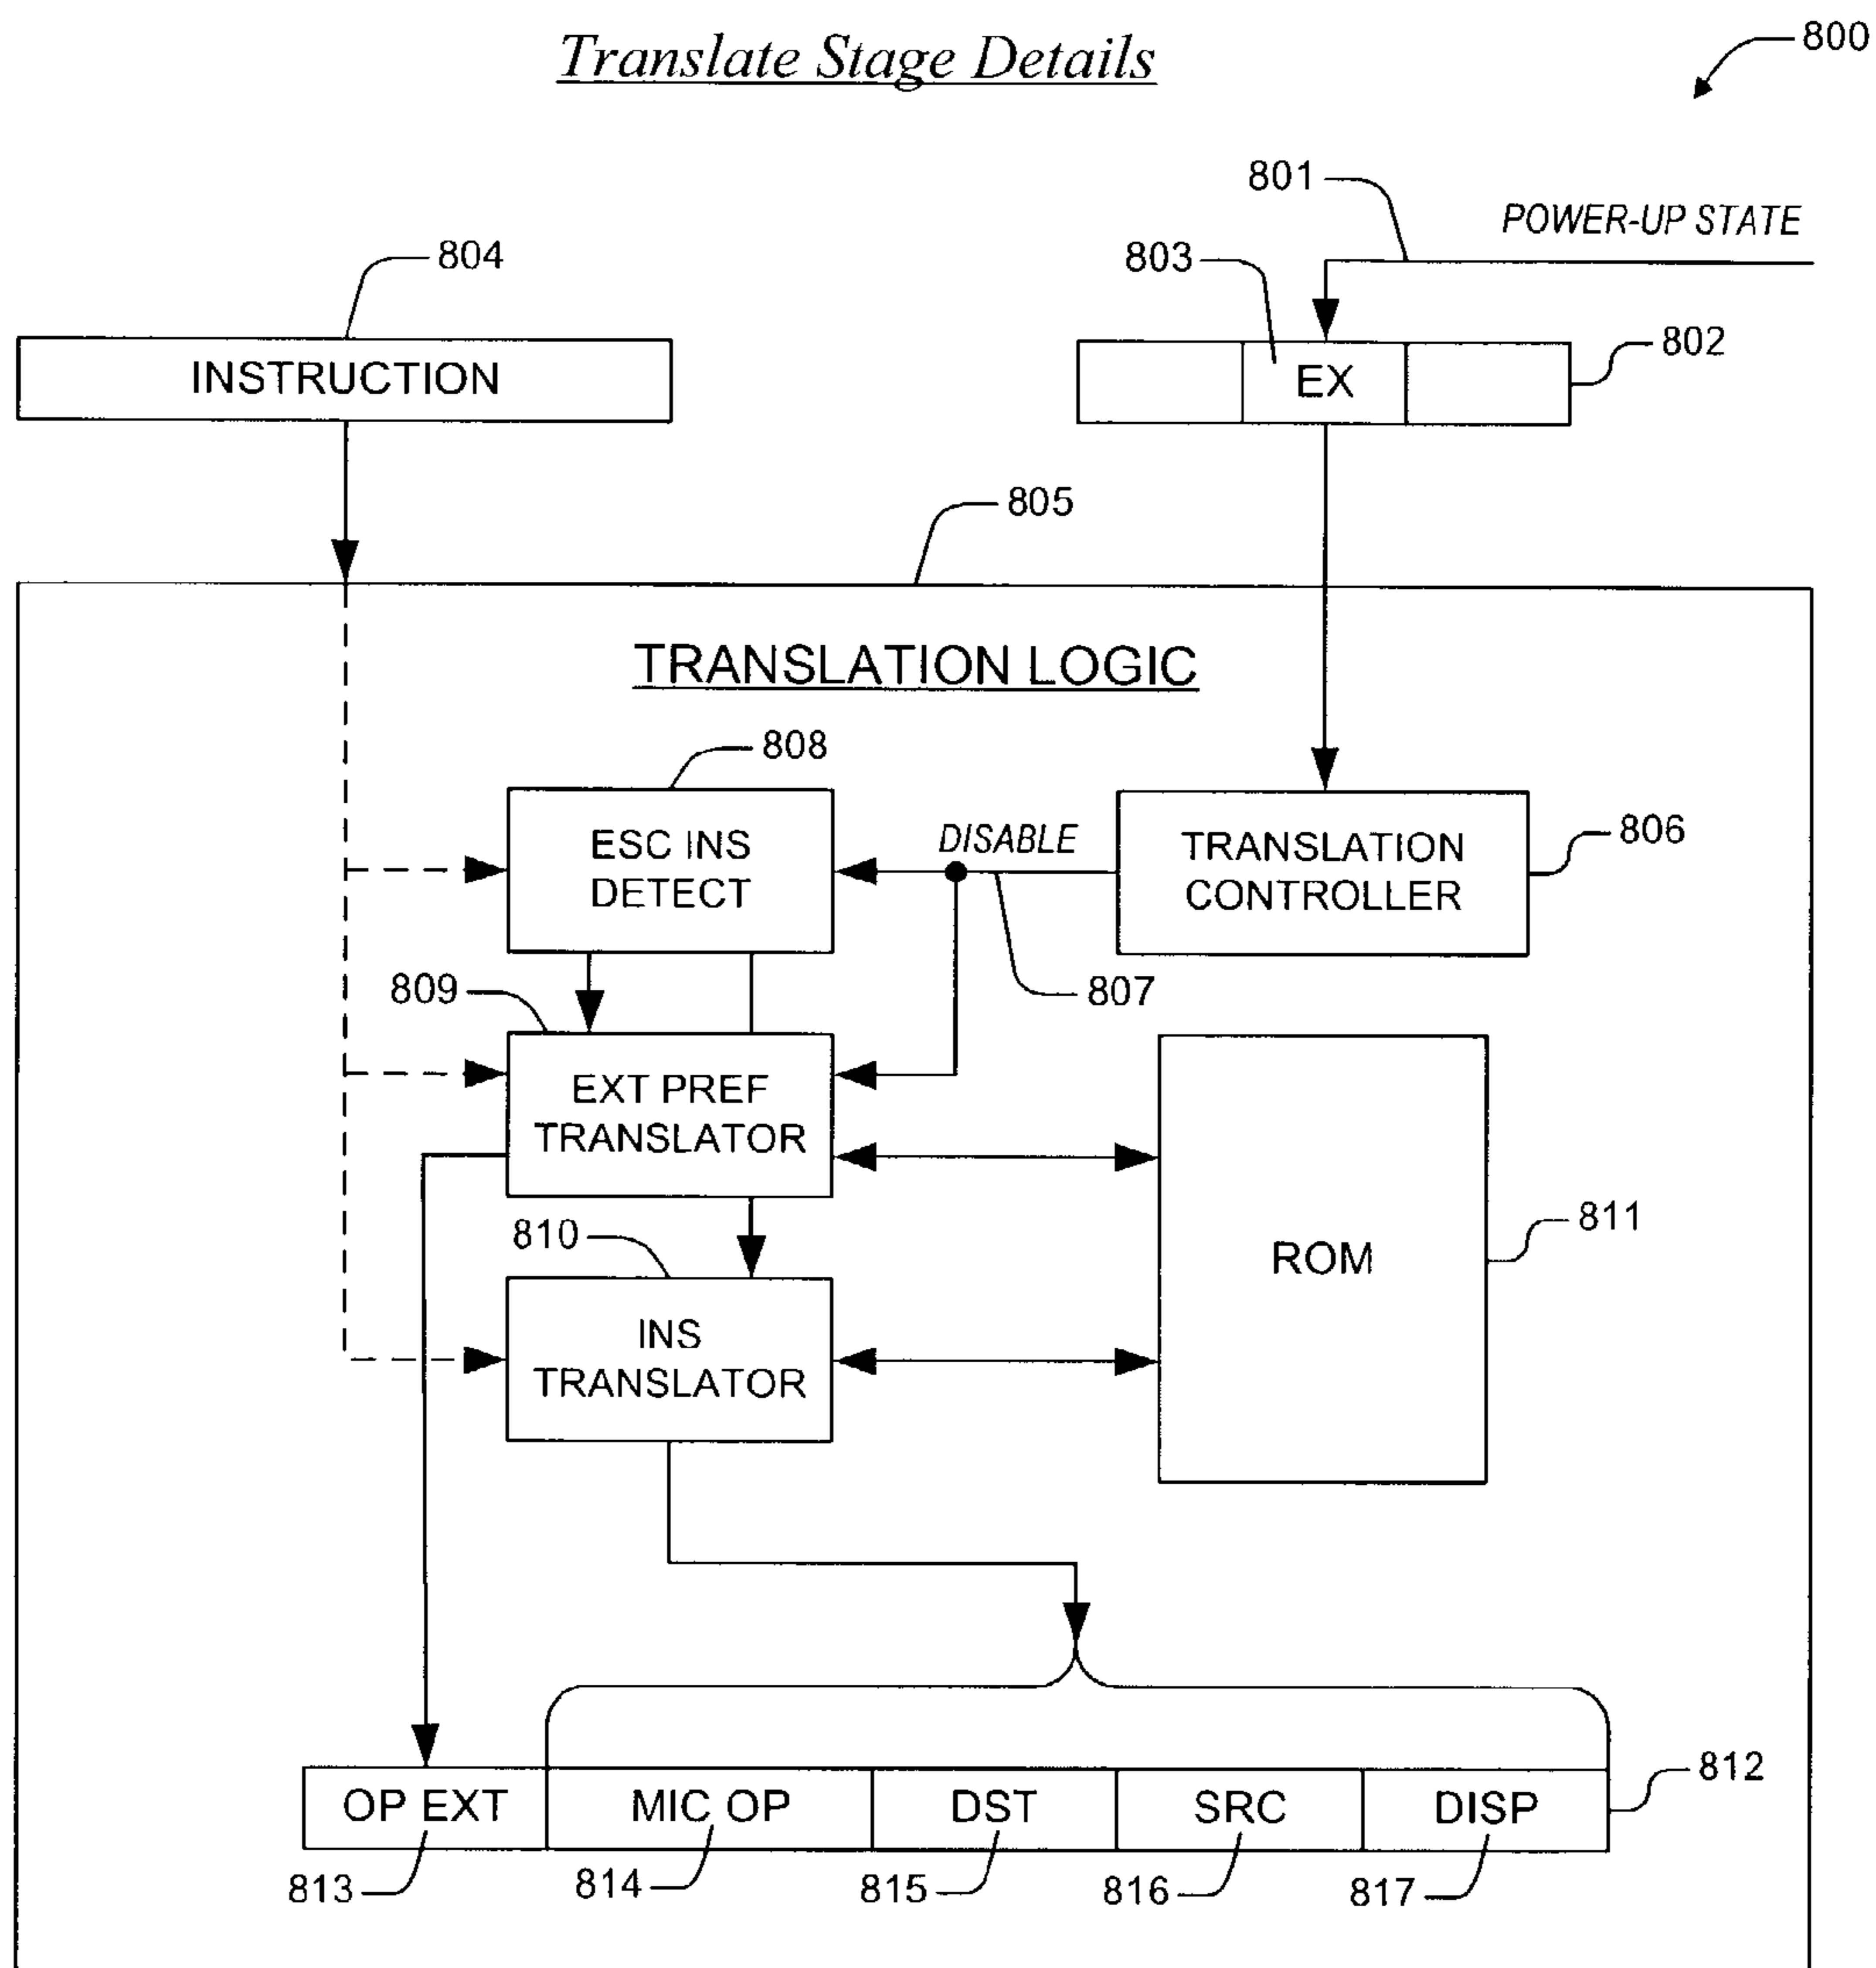 Translate Stage Details
800
801
POWER-UP STATE
804
803
802
INSTRUCTION
EX
805
TRANSLATION LOGIC
808
ESC INS
DETECT
DISABLE
TRANSLATION
CONTROLLER
806
809
807
EXT PREF
TRANSLATOR
810
811
ROM
INS
TRANSLATOR
812
OP EXT
MIC OP
DST
SRC
DISP
813
814
815
816
817